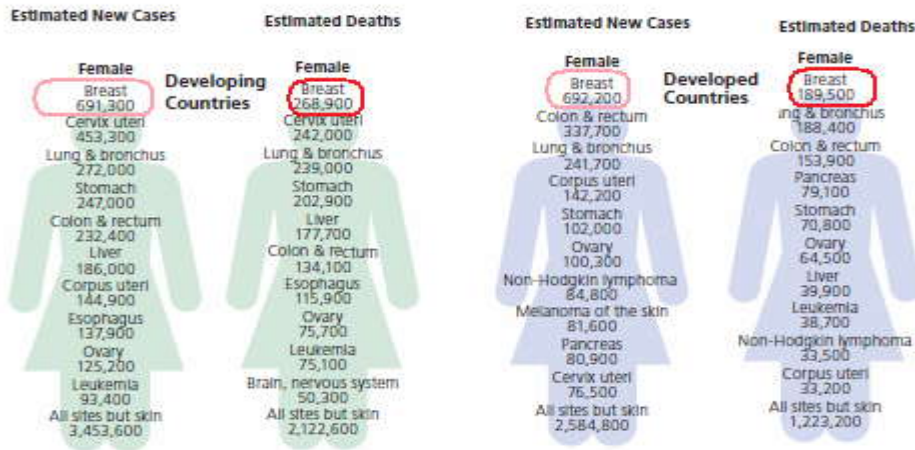 Estimated New Cases
Female
Breast
691,300
Cervix uteri
453,300
Lung & bronchus
272,000
Stomach
247,000
Colon & rectum
232,400
Liver
186,000
Corpus uteri
144,900
Esophagus
137,900
Ovary
125,200
Leukemia
93,400
All sites but skin
3,453,600
Developing
Countries
Estimated Deaths
Female
Breast
268,900
Cervix uteri
242,000
Lung & bronchus
239,000
Stomach
202,900
Liver
177,700
Colon & rectum
134,100
Esophagus
115,900
Ovary
75,700
Leukemia
75,100
Brain, nervous system
50,300
All sites but skin
2,122,600
Estimated New Cases
Female
Breast
692,200
Colon & rectum
337,700
Lung & bronchus
241,700
Corpus uteri
142,200
Stomach
102,000
Ovary
100,300
Non-Hodgkin lymphoma
84,800
Melanoma of the skin
81,600
Pancreas
80,900
Cervix uteri
76,500
All sites but skin
2,584,800
Developed
Countries
Estimated Deaths
Female
Breast
189,500
ng & bronchus
188,400
Colon & rectum
153,900
Pancreas
79,100
Stomach
70,800
Ovary
64,500
Liver
39,900
Leukemia
38,700
Non-Hodgkin lymphoma
33,500
Corpus uteri
33,200
All sites but skin
1,223,200